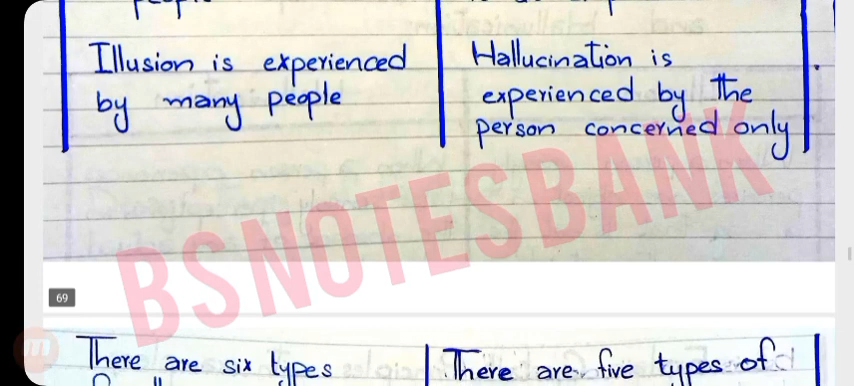 people
Illusion is experienced
by many people
Hallucination is
experienced by the
person concerned only
BSNOTESBANK
69
There are six types
There are five types of